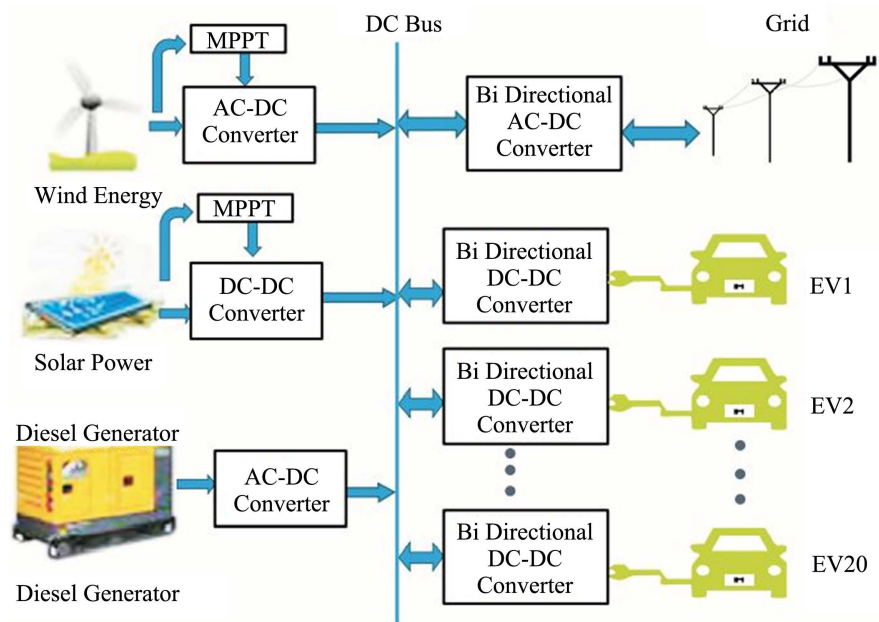 DC Bus
Grid
MPPT
AC-DC
Converter
Wind Energy
Bi Directional
AC-DC
Converter
MPPT
DC-DC
Converter
Solar Power
Bi Directional
DC-DC
Converter
EV1
Bi Directional
DC-DC
Converter
EV2
Diesel Generator
AC-DC
Converter
Diesel Generator
Bi Directional
DC-DC
Converter
EV20